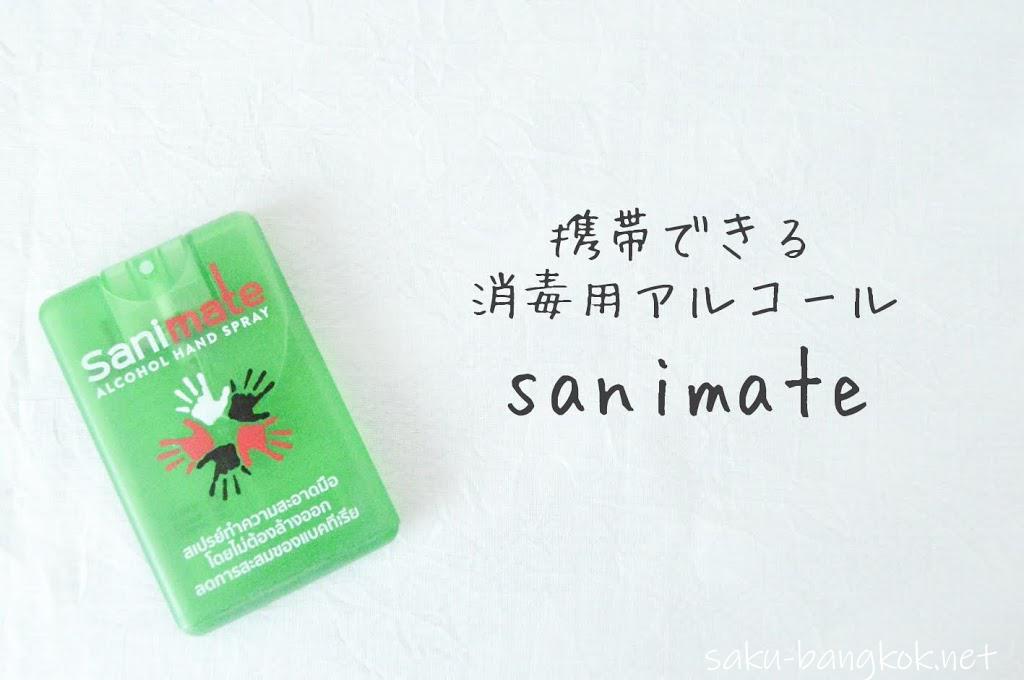 Sanimate
ALCOHOL HAND SPRAY
สเปรย์ทำความสะอาดมือ
โดยไม่ต้องล้างออก
ลดการสะสมของแบคทีเรีย
携帯できる
消毒用アルコール
sanimate
saku-bangkok.net